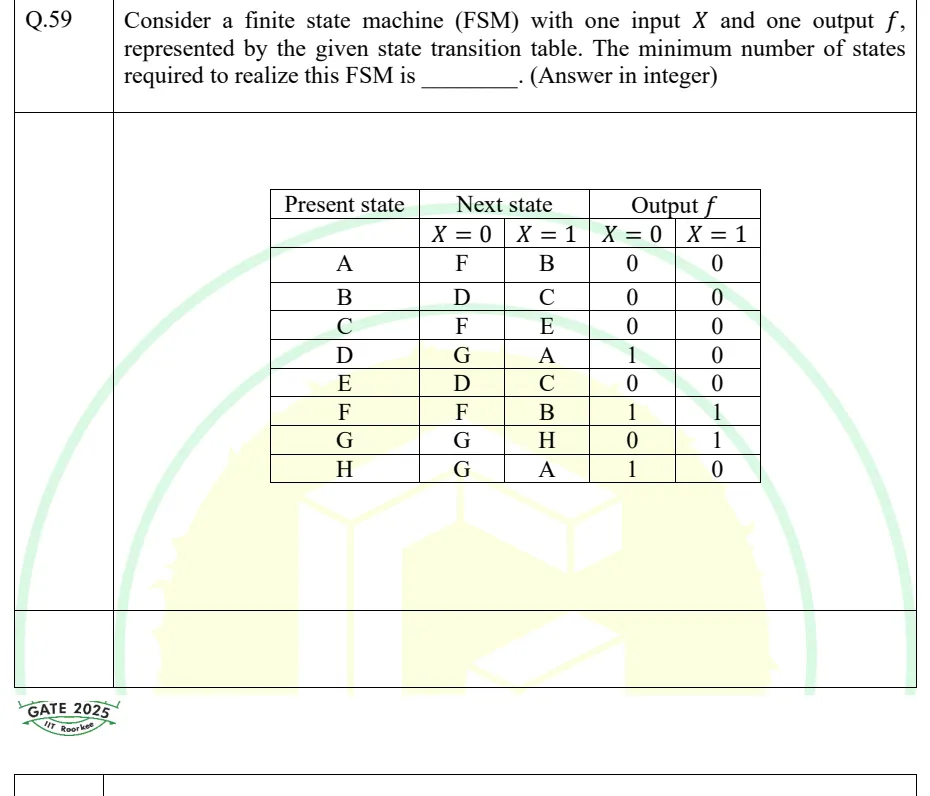 Q.59
Consider a finite state machine (FSM) with one input X and one output f,
represented by the given state transition table. The minimum number of states
required to realize this FSM is ________. (Answer in integer)
Present state Next state Output f
X = 0 X = 1 X = 0 X = 1
A F B 0 0
B D C 0 0
C F E 0 0
D G A 1 0
E D C 0 0
F F B 1 1
G G H 0 1
H G A 1 0
GATE 2025
IIT Roorkee